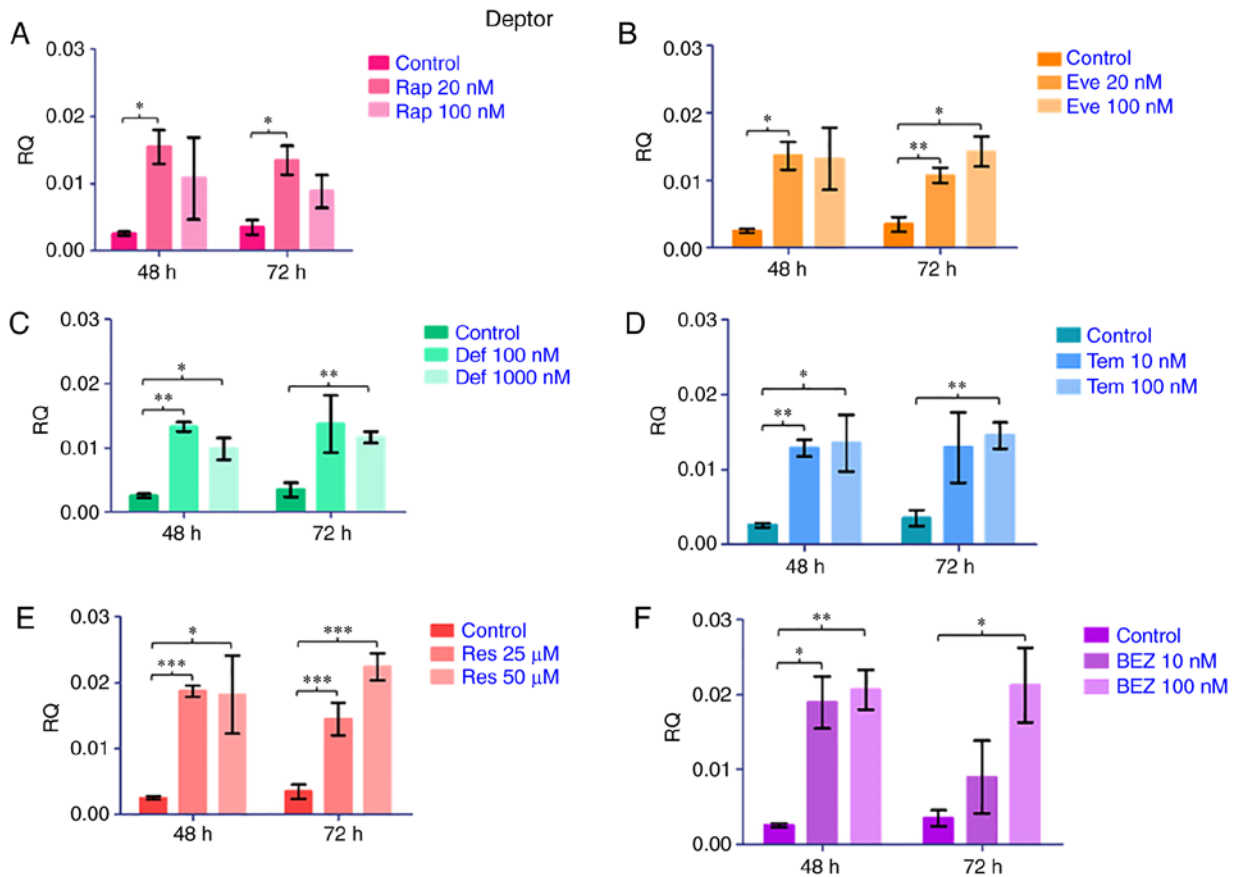 Deptor
A
0.03
0.02
0.01
0.00
RQ
* *
48 h 72 h
Control
Rap 20 nM
Rap 100 nM
B
0.03
0.02
0.01
0.00
RQ
* ** *
48 h 72 h
Control
Eve 20 nM
Eve 100 nM
C
0.03
0.02
0.01
0.00
RQ
* ** **
48 h 72 h
Control
Def 100 nM
Def 1000 nM
D
0.03
0.02
0.01
0.00
RQ
* ** **
48 h 72 h
Control
Tem 10 nM
Tem 100 nM
E
0.03
0.02
0.01
0.00
RQ
* *** *** ***
48 h 72 h
Control
Res 25 μM
Res 50 μM
F
0.03
0.02
0.01
0.00
RQ
** * *
48 h 72 h
Control
BEZ 10 nM
BEZ 100 nM